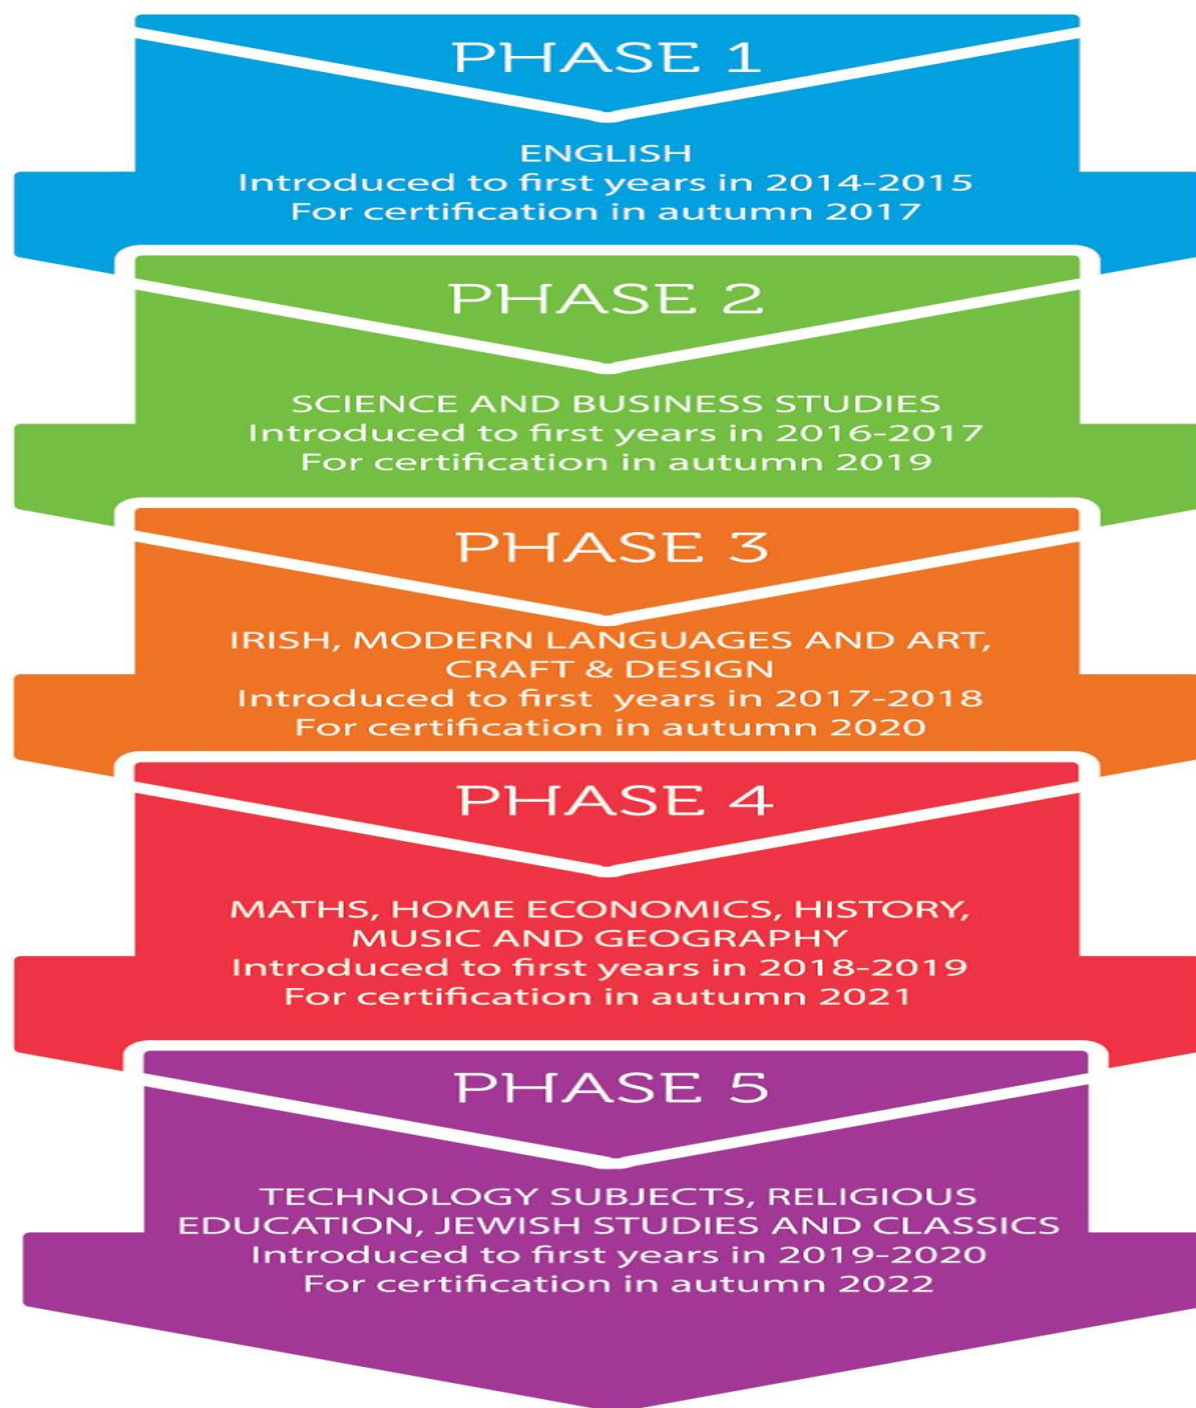 PHASE 1
ENGLISH
Introduced to first years in 2014-2015
For certification in autumn 2017
PHASE 2
SCIENCE AND BUSINESS STUDIES
Introduced to first years in 2016-2017
For certification in autumn 2019
PHASE 3
IRISH, MODERN LANGUAGES AND ART,
CRAFT & DESIGN
Introduced to first years in 2017-2018
For certification in autumn 2020
PHASE 4
MATHS, HOME ECONOMICS, HISTORY,
MUSIC AND GEOGRAPHY
Introduced to first years in 2018-2019
For certification in autumn 2021
PHASE 5
TECHNOLOGY SUBJECTS, RELIGIOUS
EDUCATION, JEWISH STUDIES AND CLASSICS
Introduced to first years in 2019-2020
For certification in autumn 2022